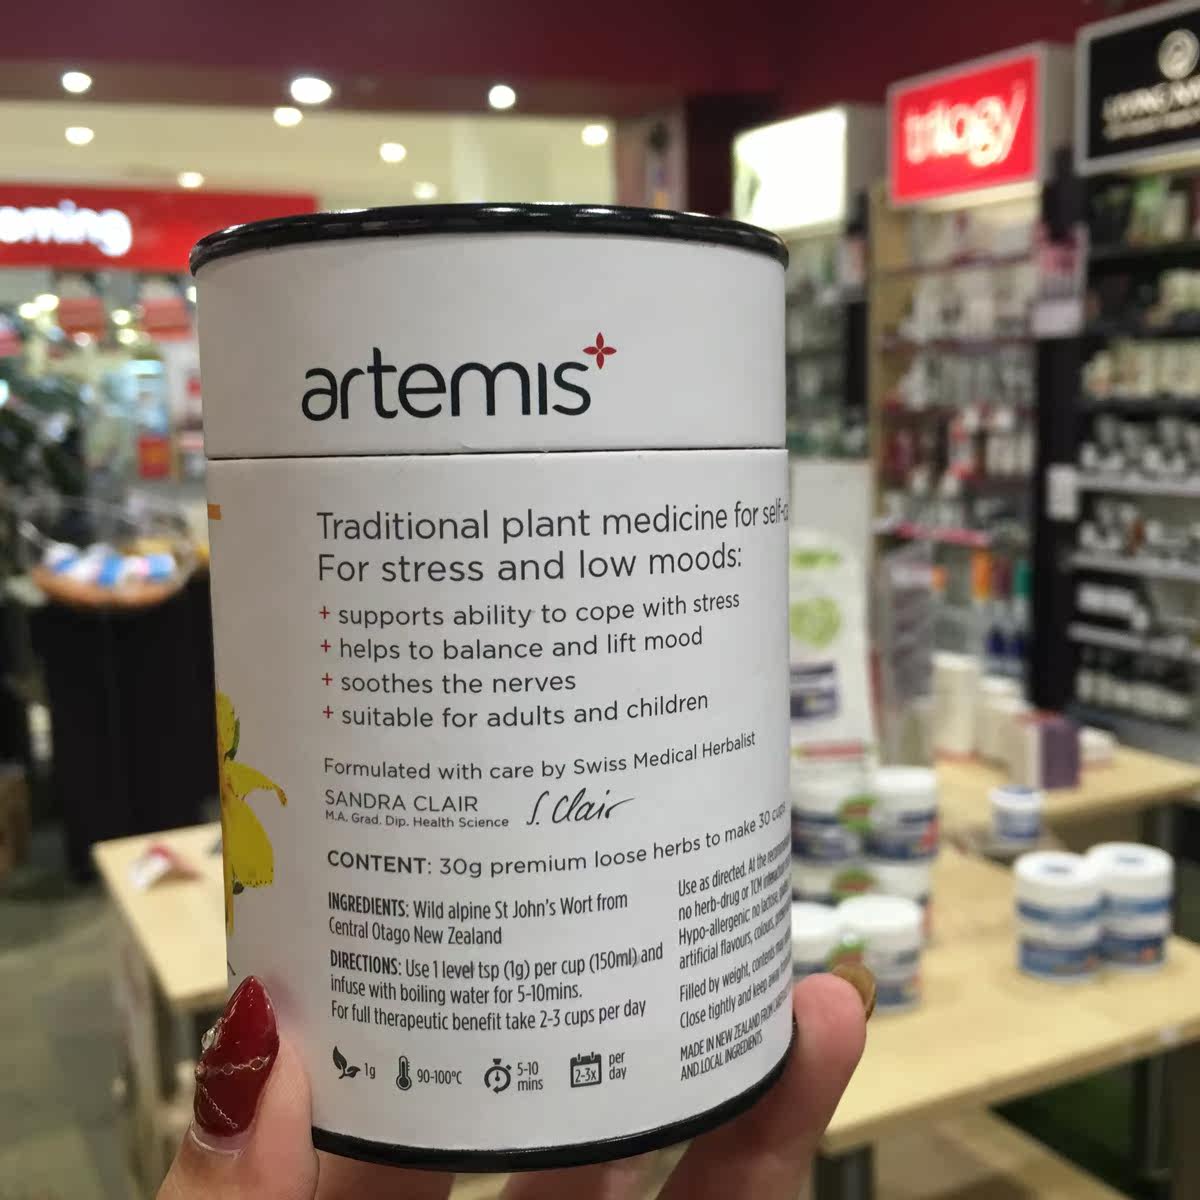 trilogy
artemis
Traditional plant medicine for self-
For stress and low moods:
+ supports ability to cope with stress
+ helps to balance and lift mood
+ soothes the nerves
+ suitable for adults and children
Formulated with care by Swiss Medical Herbalist
SANDRA CLAIR
M.A. Grad. Dip. Health Science
S. Clair
CONTENT: 30g premium loose herbs to make 30 cups
INGREDIENTS: Wild alpine St John's Wort from
Central Otago New Zealand
DIRECTIONS: Use 1 level tsp (1g) per cup (150ml) and
infuse with boiling water for 5-10mins.
For full therapeutic benefit take 2-3 cups per day
1g
90-100°C
5-10
mins
2-3x
per
day
Use as directed. At the
no herb-drug or TCM
Hypo-allergenic: no lactose,
artificial flavours, colours,
Filled by weight, contents may
Close tightly and keep away
MADE IN NEW ZEALAND FROM
AND LOCAL INGREDIENTS